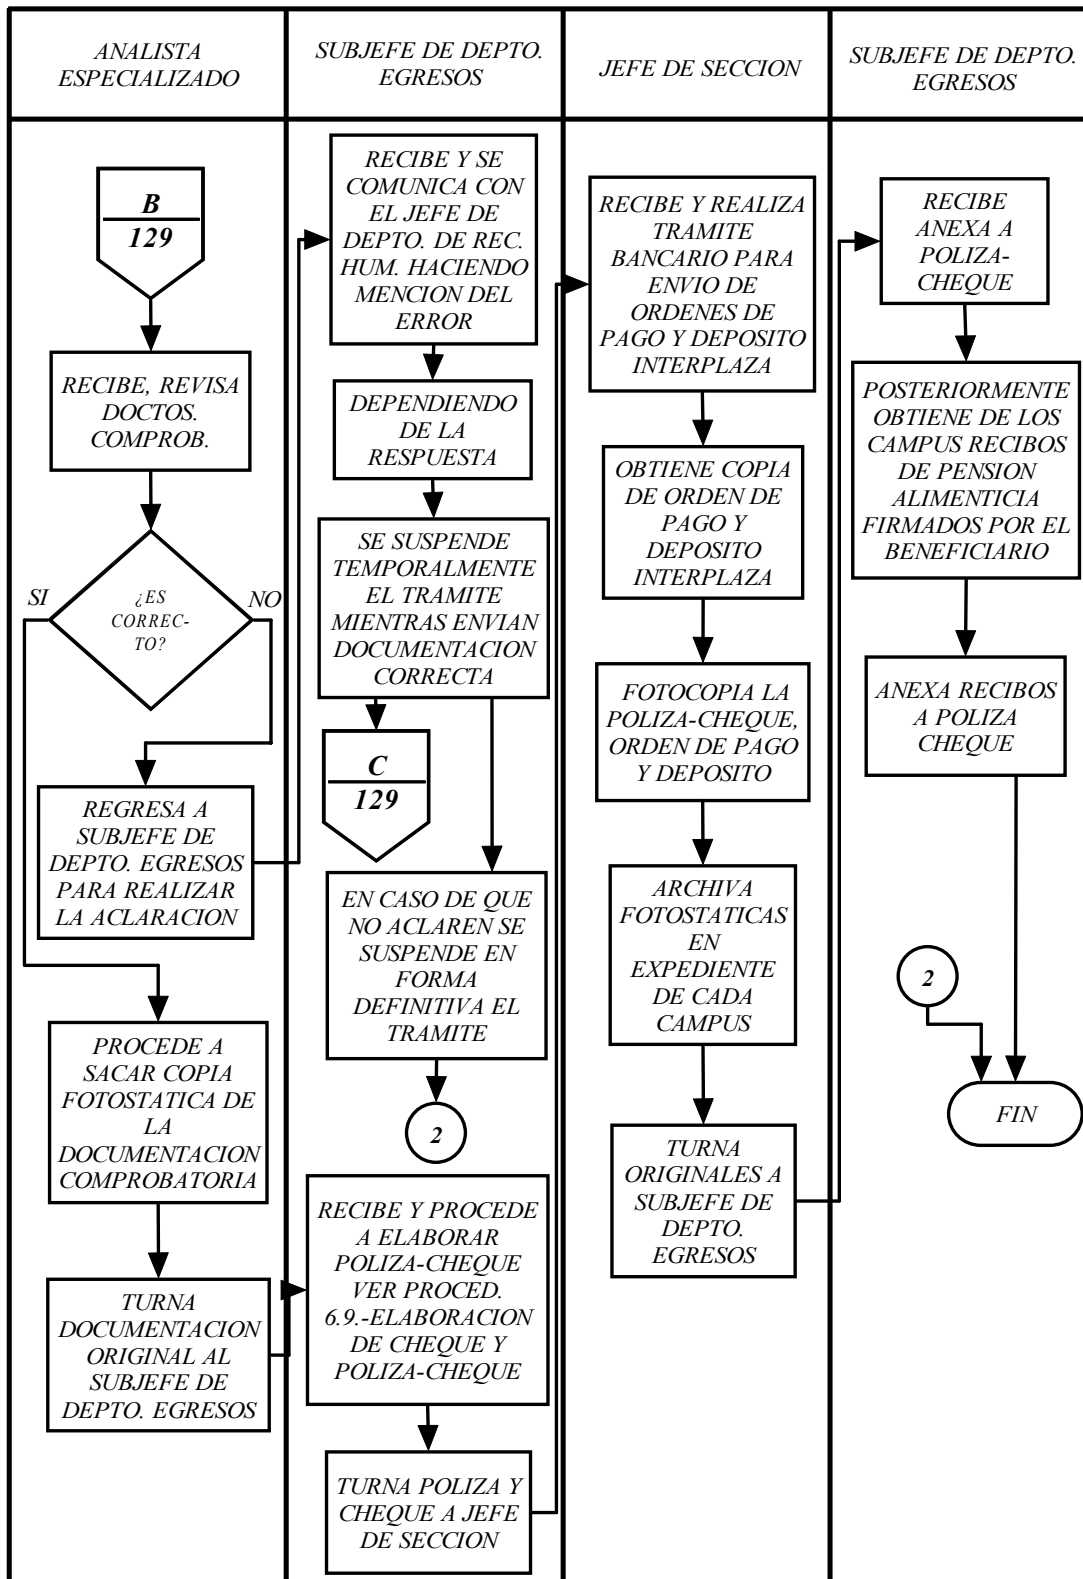 ANALISTA
ESPECIALIZADO
SUBJEFE DE DEPTO.
EGRESOS
JEFE DE SECCION
SUBJEFE DE DEPTO.
EGRESOS
B
129
RECIBE, REVISA
DOCTOS.
COMPROB.
SI
¿ES
CORREC-
TO?
NO
REGRESA A
SUBJEFE DE
DEPTO. EGRESOS
PARA REALIZAR
LA ACLARACION
PROCEDE A
SACAR COPIA
FOTOSTATICA DE
LA
DOCUMENTACION
COMPROBATORIA
TURNA
DOCUMENTACION
ORIGINAL AL
SUBJEFE DE
DEPTO. EGRESOS
RECIBE Y SE
COMUNICA CON
EL JEFE DE
DEPTO. DE REC.
HUM. HACIENDO
MENCION DEL
ERROR
DEPENDIENDO
DE LA
RESPUESTA
SE SUSPENDE
TEMPORALMENTE
EL TRAMITE
MIENTRAS ENVIAN
DOCUMENTACION
CORRECTA
C
129
EN CASO DE QUE
NO ACLAREN SE
SUSPENDE EN
FORMA
DEFINITIVA EL
TRAMITE
2
RECIBE Y PROCEDE
A ELABORAR
POLIZA-CHEQUE
VER PROCED.
6.9.-ELABORACION
DE CHEQUE Y
POLIZA-CHEQUE
TURNA POLIZA Y
CHEQUE A JEFE
DE SECCION
RECIBE Y REALIZA
TRAMITE
BANCARIO PARA
ENVIO DE
ORDENES DE
PAGO Y DEPOSITO
INTERPLAZA
OBTIENE COPIA
DE ORDEN DE
PAGO Y
DEPOSITO
INTERPLAZA
FOTOCOPIA LA
POLIZA-CHEQUE,
ORDEN DE PAGO
Y DEPOSITO
ARCHIVA
FOTOSTATICAS
EN
EXPEDIENTE
DE CADA
CAMPUS
TURNA
ORIGINALES A
SUBJEFE DE
DEPTO.
EGRESOS
RECIBE
ANEXA A
POLIZA-
CHEQUE
POSTERIORMENTE
OBTIENE DE LOS
CAMPUS RECIBOS
DE PENSION
ALIMENTICIA
FIRMADOS POR EL
BENEFICIARIO
ANEXA RECIBOS
A POLIZA
CHEQUE
2
FIN